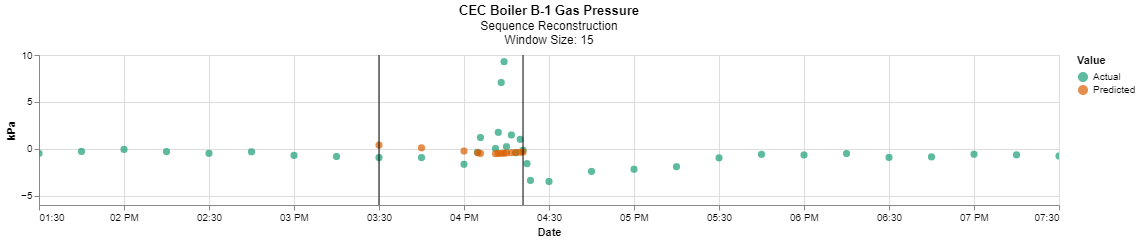 CEC Boiler B-1 Gas Pressure
Sequence Reconstruction
Window Size: 15
Value
Actual
Predicted
kPa
10
5
0
−5
01:30 02 PM 02:30 03 PM 03:30 04 PM 04:30 05 PM 05:30 06 PM 06:30 07 PM 07:30
Date